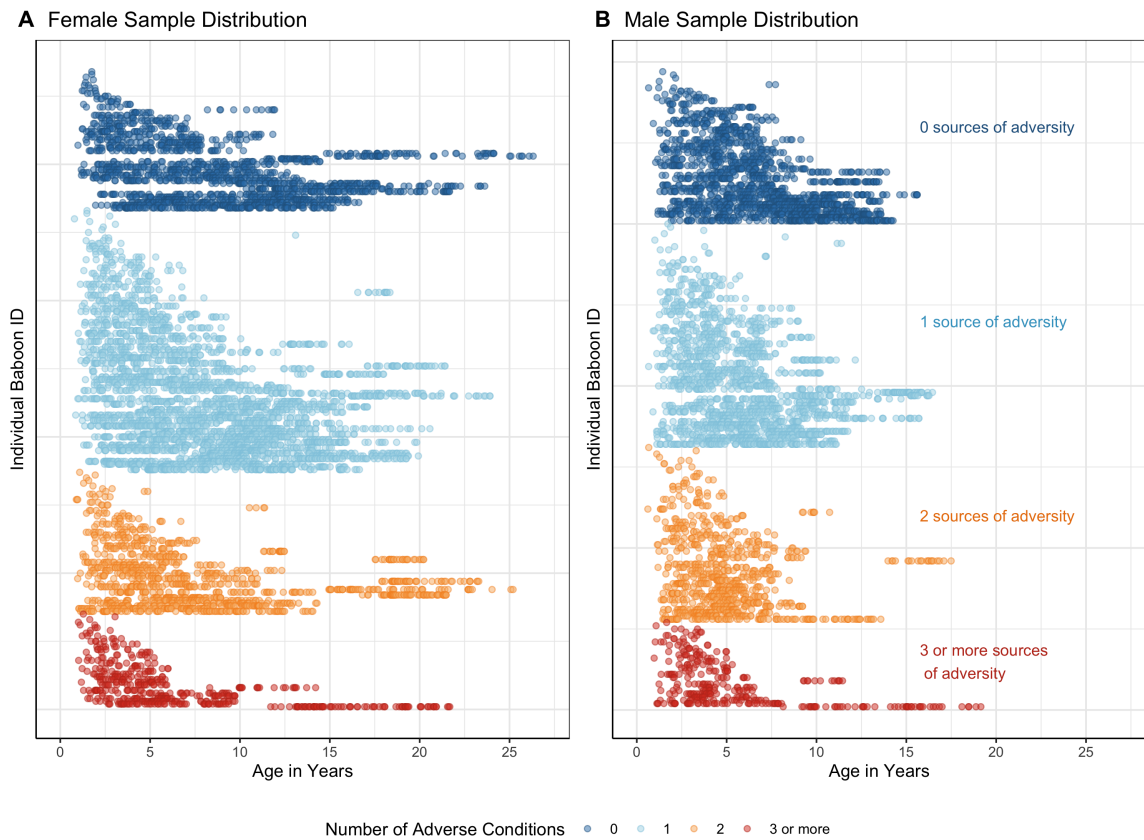 A Female Sample Distribution
B Male Sample Distribution
Individual Baboon ID
Individual Baboon ID
0 sources of adversity
1 source of adversity
2 sources of adversity
3 or more sources
of adversity
0 5 10 15 20 25
0 5 10 15 20 25
Age in Years
Age in Years
Number of Adverse Conditions 0 1 2 3 or more